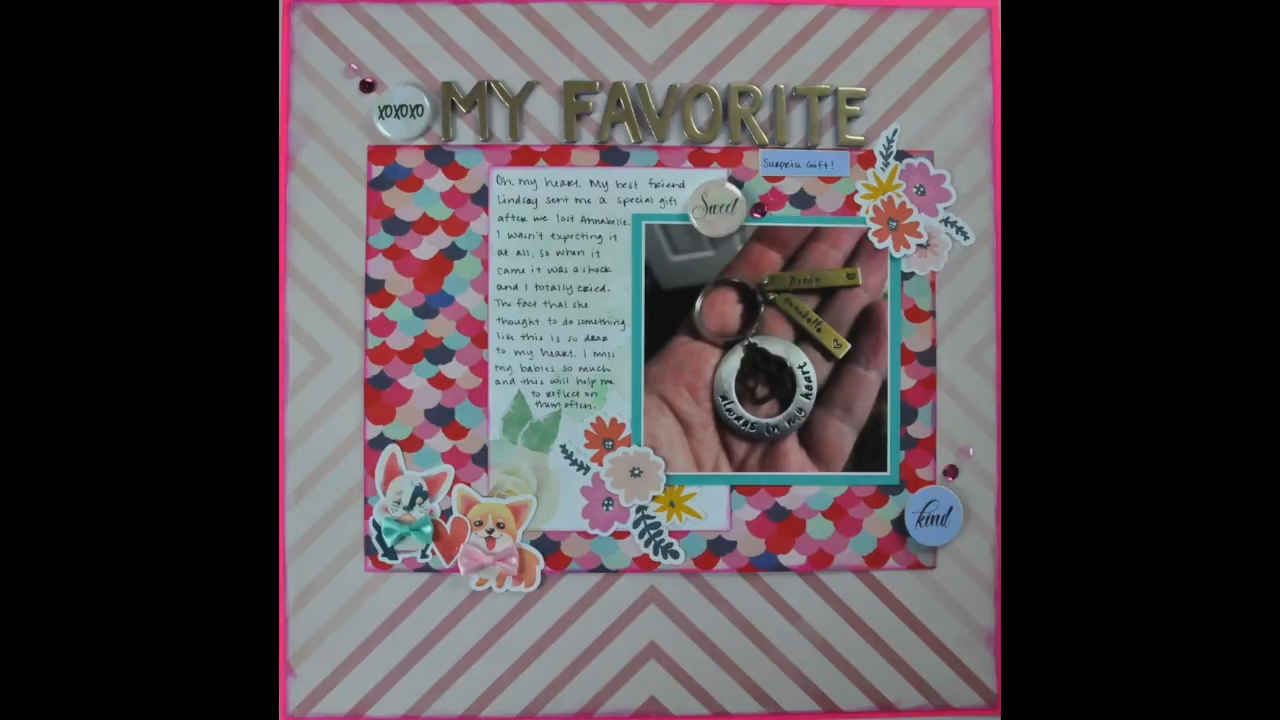 XOXOXO
MY FAVORITE
Surprise Gift!
Sweet
Oh, my heart. My best friend
Lindsay sent me a special gift
after we lost Annabelle.
I wasn't expecting it
at all, so when it
came it was a shock
and I totally cried.
The fact that she
thought to do something
like this is so dear
to my heart. I miss
my babies so much
and this will help me
to reflect on
them often.
Annabelle
always in my heart
kind